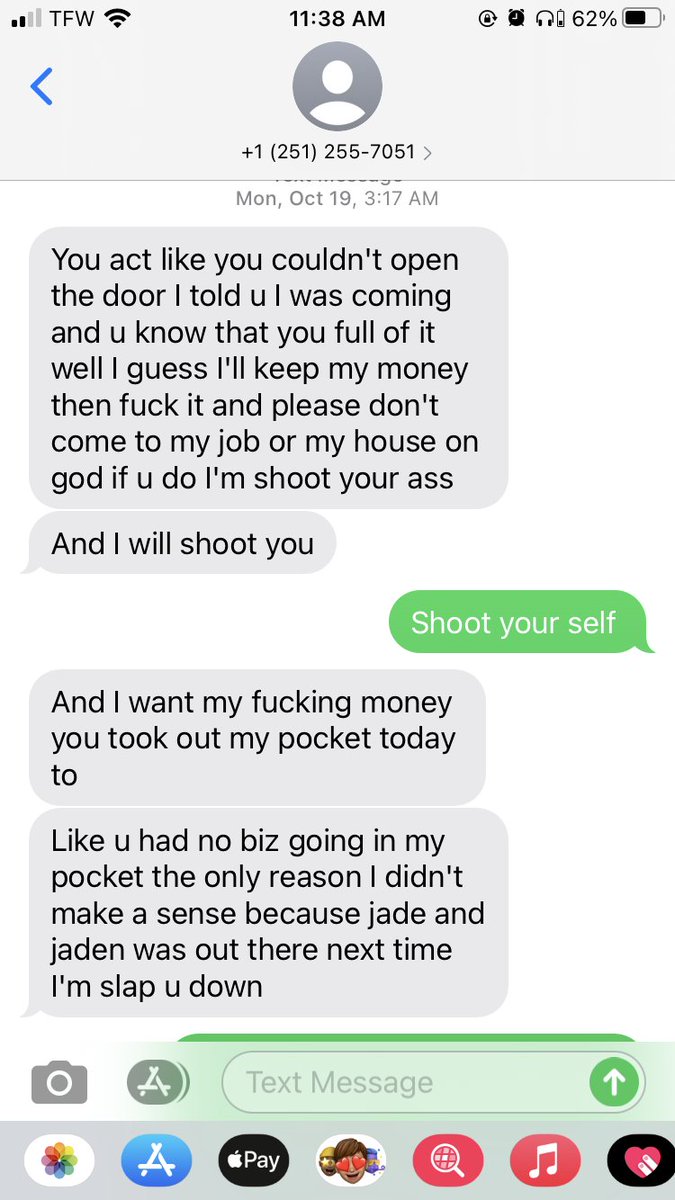 TFW 11:38 AM 62%
+1 (251) 255-7051
Text Message
Mon, Oct 19, 3:17 AM
You act like you couldn't open
the door I told u I was coming
and u know that you full of it
well I guess I'll keep my money
then fuck it and please don't
come to my job or my house on
god if u do I'm shoot your ass
And I will shoot you
Shoot your self
And I want my fucking money
you took out my pocket today
to
Like u had no biz going in my
pocket the only reason I didn't
make a sense because jade and
jaden was out there next time
I'm slap u down
Text Message
Pay